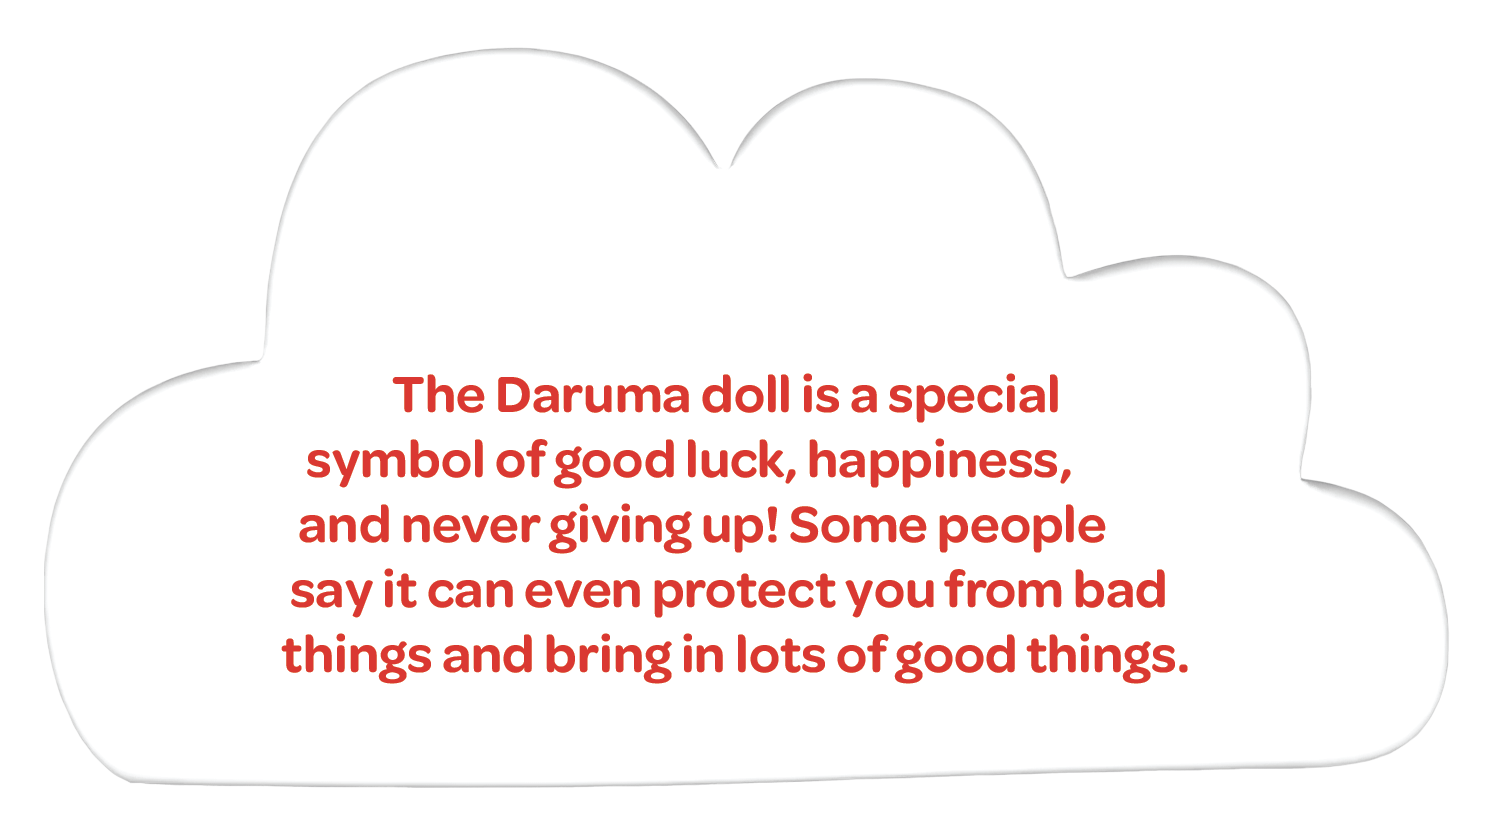 The Daruma doll is a special
symbol of good luck, happiness,
and never giving up! Some people
say it can even protect you from bad
things and bring in lots of good things.